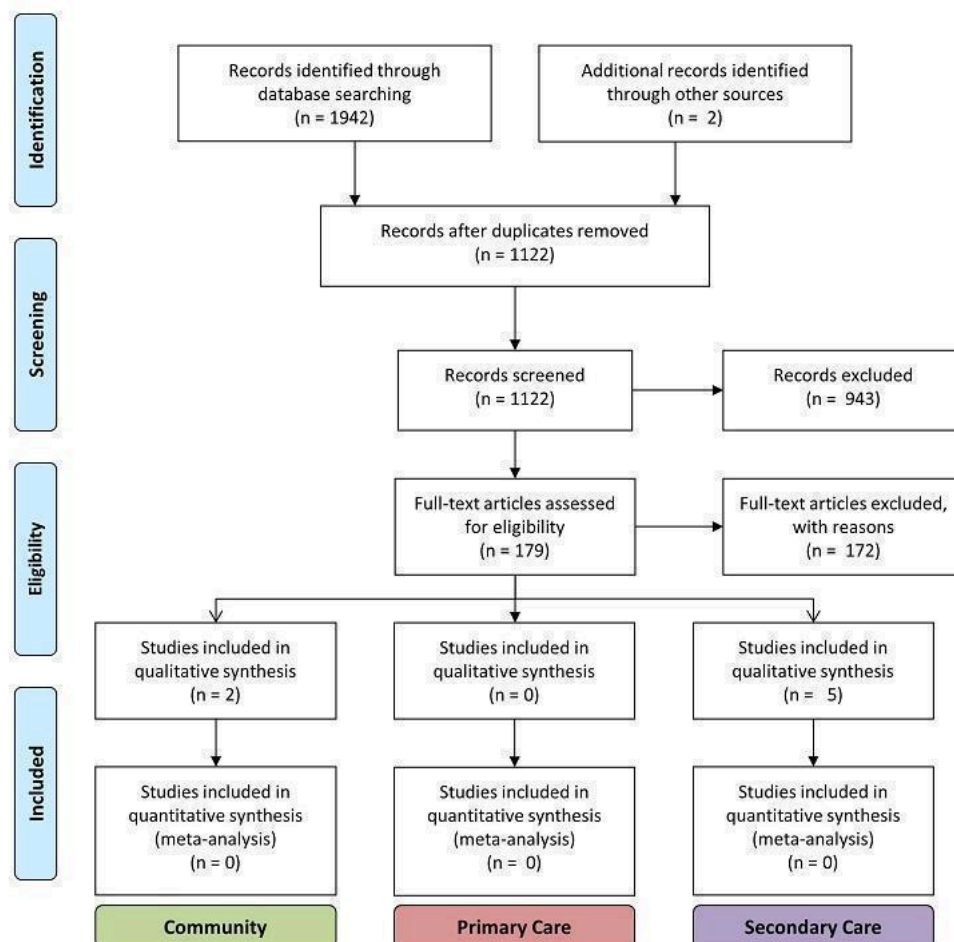 Identification
Records identified through
database searching
(n = 1942)
Additional records identified
through other sources
(n = 2)
Records after duplicates removed
(n = 1122)
Screening
Records screened
(n = 1122)
Records excluded
(n = 943)
Eligibility
Full-text articles assessed
for eligibility
(n = 179)
Full-text articles excluded,
with reasons
(n = 172)
Studies included in
qualitative synthesis
(n = 2)
Studies included in
qualitative synthesis
(n = 0)
Studies included in
qualitative synthesis
(n = 5)
Included
Studies included in
quantitative synthesis
(meta-analysis)
(n = 0)
Studies included in
quantitative synthesis
(meta-analysis)
(n = 0)
Studies included in
quantitative synthesis
(meta-analysis)
(n = 0)
Community
Primary Care
Secondary Care